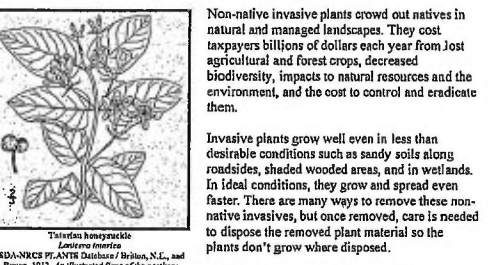 Non-native invasive plants crowd out natives in
natural and managed landscapes. They cost
taxpayers billions of dollars each year from lost
agricultural and forest crops, decreased
biodiversity, impacts to natural resources and the
environment, and the cost to control and eradicate
them.
Invasive plants grow well even in less than
desirable conditions such as sandy soils along
roadsides, shaded wooded areas, and in wetlands.
In ideal conditions, they grow and spread even
faster. There are many ways to remove these non-
native invasives, but once removed, care is needed
to dispose the removed plant material so the
plants don't grow where disposed.
Tatarian honeysuckle
Lonicera tatarica
USDA-NRCS PLANTS Database / Britton, N.L., and